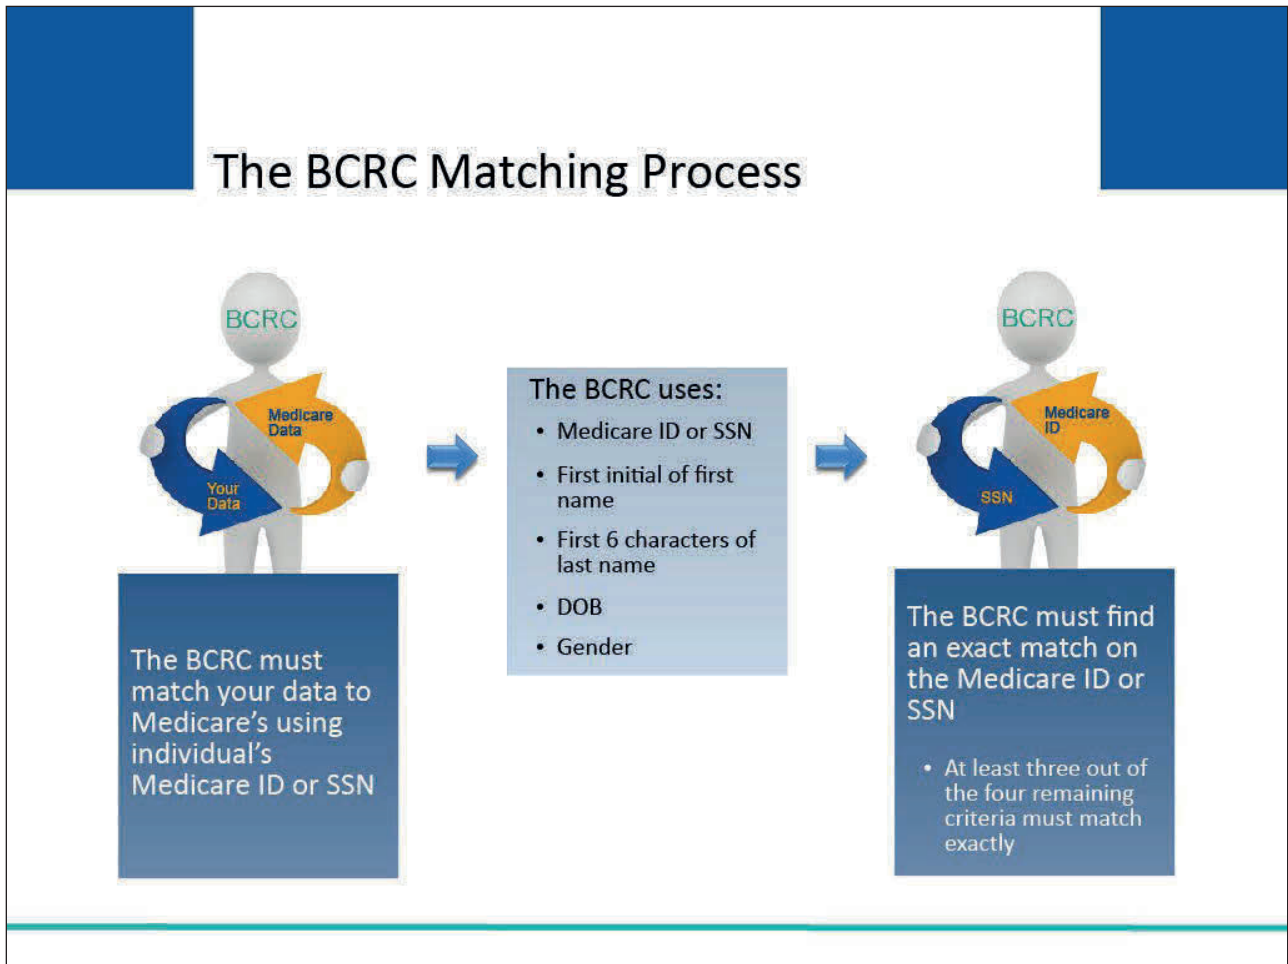 The BCRC Matching Process
BCRC
Medicare
Data
Your
Data
The BCRC must
match your data to
Medicare’s using
individual’s
Medicare ID or SSN
The BCRC uses:
• Medicare ID or SSN
• First initial of first
name
• First 6 characters of
last name
• DOB
• Gender
BCRC
Medicare
ID
SSN
The BCRC must find
an exact match on
the Medicare ID or
SSN
• At least three out of
the four remaining
criteria must match
exactly